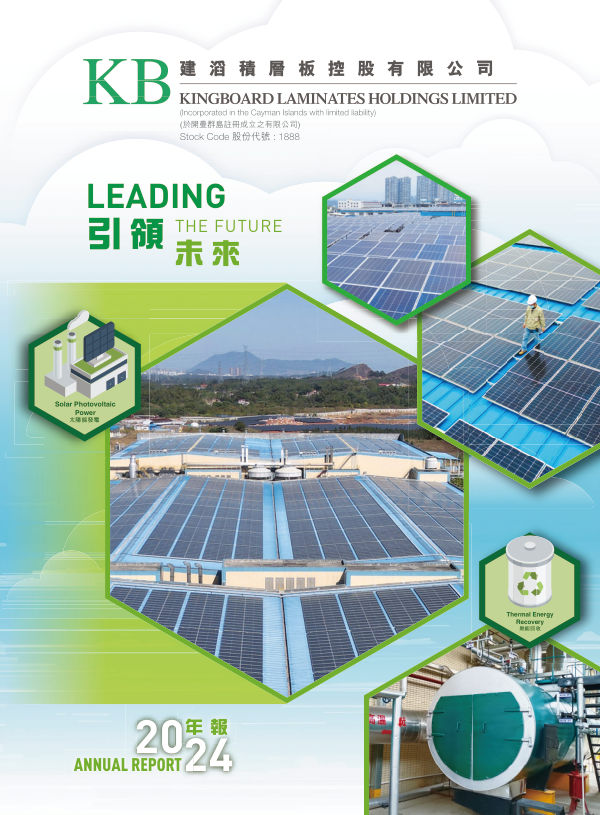 KB
建滔積層板控股有限公司
KINGBOARD LAMINATES HOLDINGS LIMITED
(Incorporated in the Cayman Islands with limited liability)
(於開曼群島註冊成立之有限公司)
Stock Code 股份代號 : 1888
LEADING
引領
THE FUTURE
未來
Solar Photovoltaic
Power
太陽能發電
Thermal Energy
Recovery
熱能回收
2024
年報
ANNUAL REPORT